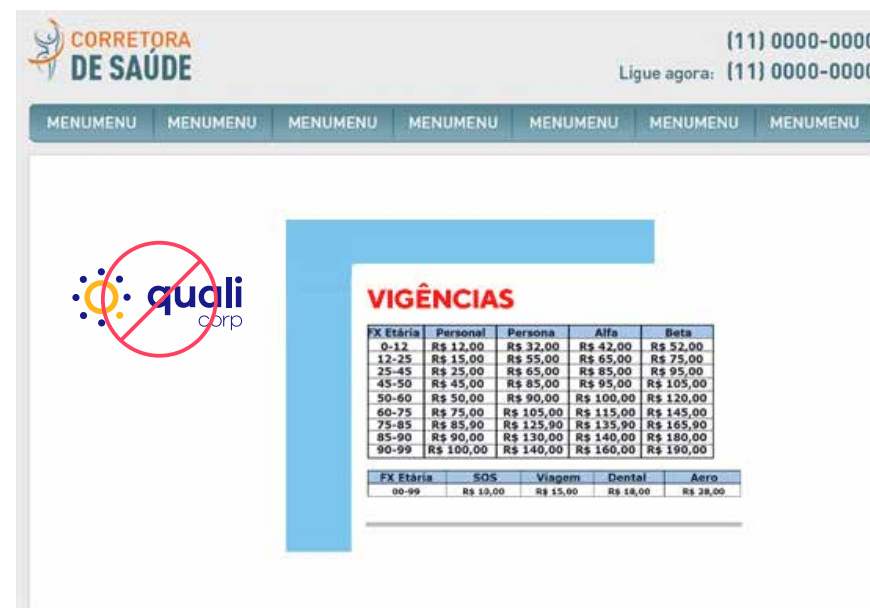 CORRETORA
DE SAÚDE
(11) 0000-0000
Ligue agora: (11) 0000-0000
MENUMENU MENUMENU MENUMENU MENUMENU MENUMENU MENUMENU MENUMENU
quali
corp
VIGÊNCIAS
FX Etária Personal Persona Alfa Beta
0-12 R$ 12,00 R$ 32,00 R$ 42,00 R$ 52,00
12-25 R$ 15,00 R$ 55,00 R$ 65,00 R$ 75,00
25-45 R$ 25,00 R$ 65,00 R$ 85,00 R$ 95,00
45-50 R$ 45,00 R$ 85,00 R$ 95,00 R$ 105,00
50-60 R$ 50,00 R$ 90,00 R$ 100,00 R$ 120,00
60-75 R$ 75,00 R$ 105,00 R$ 115,00 R$ 145,00
75-85 R$ 85,90 R$ 125,90 R$ 135,90 R$ 165,90
85-90 R$ 90,00 R$ 130,00 R$ 140,00 R$ 180,00
90-99 R$ 100,00 R$ 140,00 R$ 160,00 R$ 190,00
FX Etária SOS Viagem Dental Aero
00-99 R$ 10,00 R$ 15,00 R$ 18,00 R$ 28,00